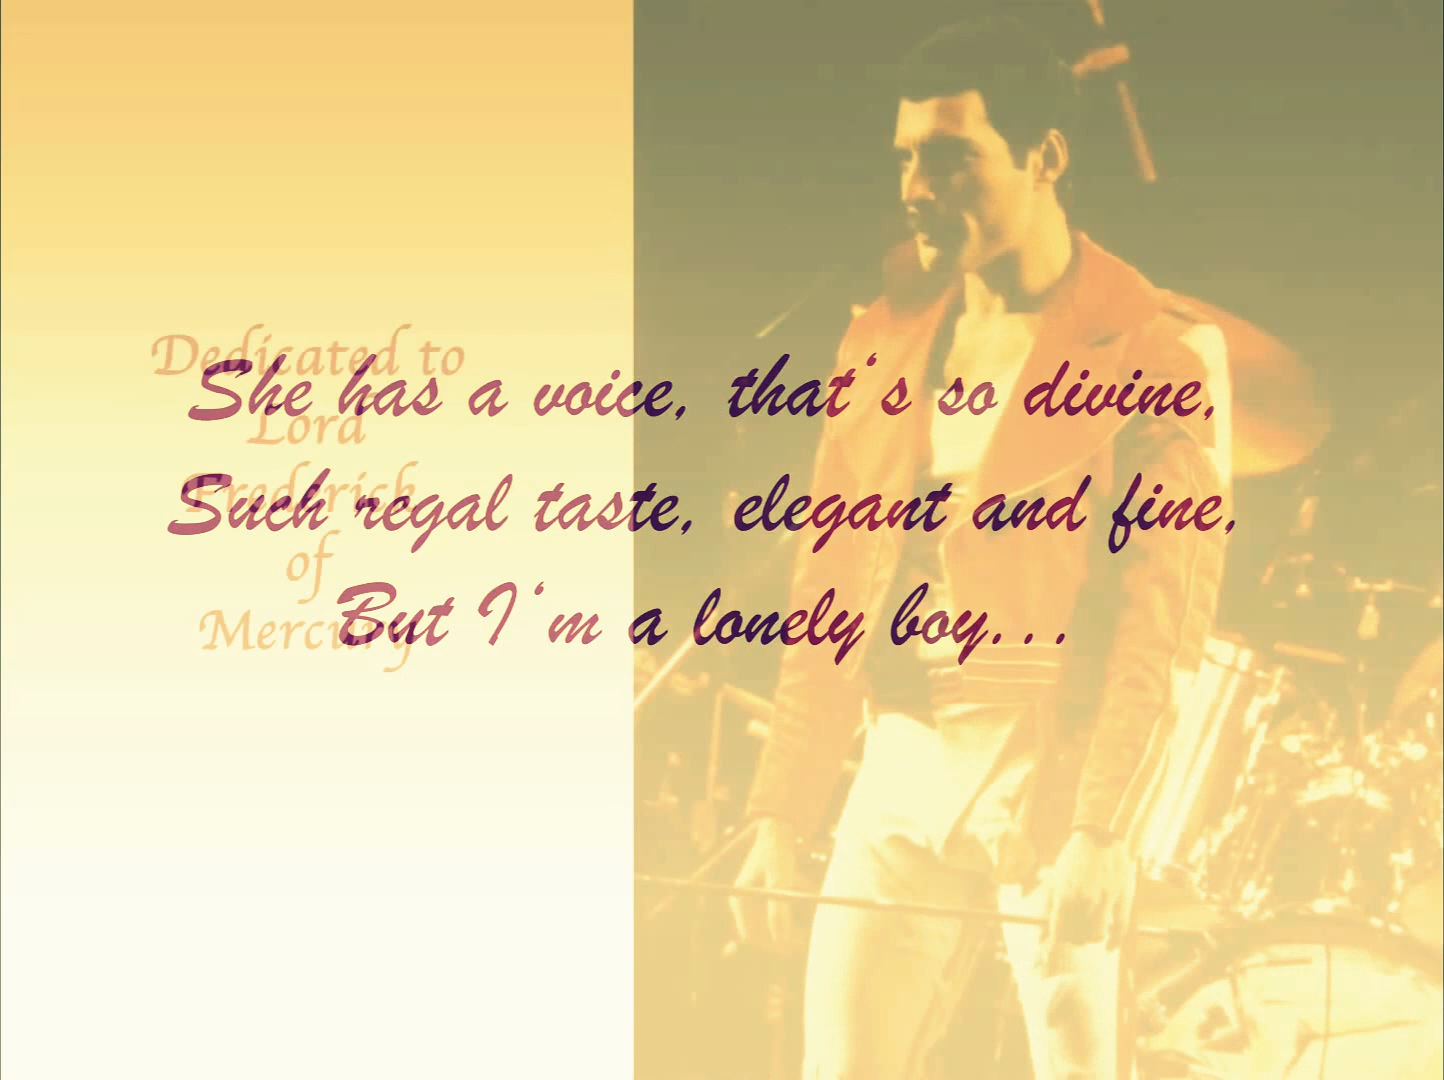 Dedicated to
Lord
Frederick
of
Mercury
She has a voice, that's so divine,
Such regal taste, elegant and fine,
But I'm a lonely boy...